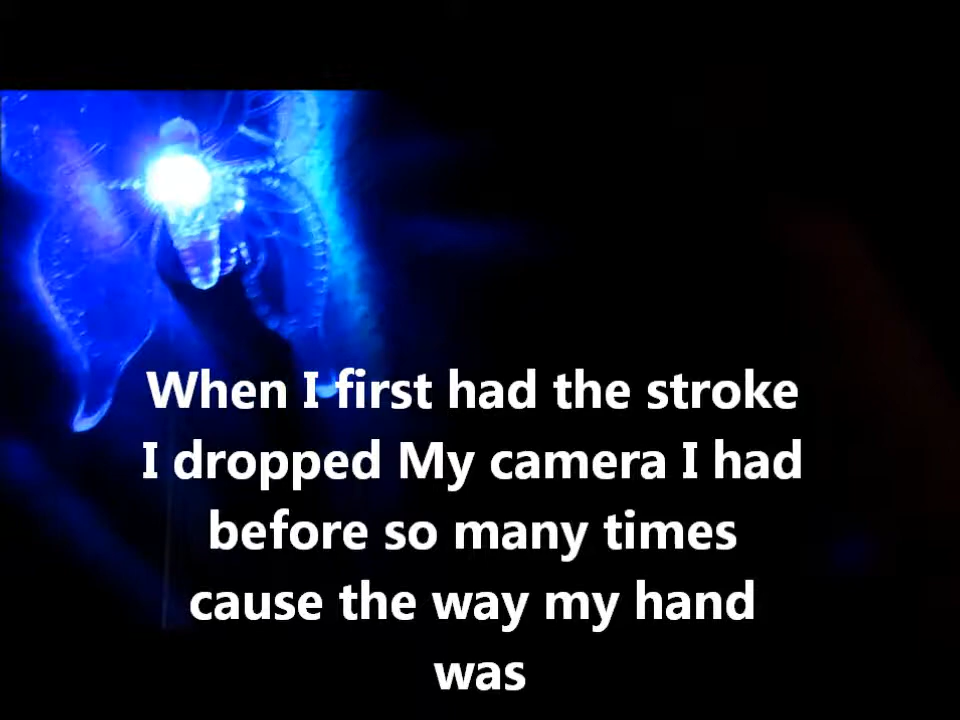 When I first had the stroke
I dropped My camera I had
before so many times
cause the way my hand
was